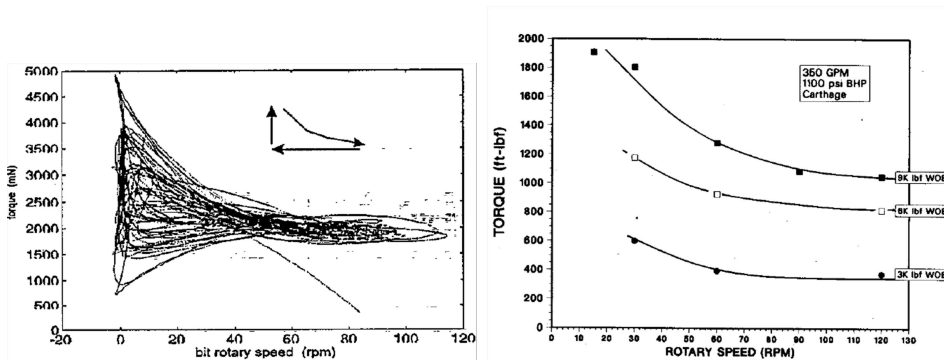 5000
4500
4000
3500
3000
2500
2000
1500
1000
500
0
torque (mN)
-20 0 20 40 60 80 100 120
bit rotary speed (rpm)
2000
1800
1600
1400
1200
1000
800
600
400
200
0
TORQUE (ft-lbf)
350 GPM
1100 psi BHP
Carthage
9K lbf WOB
6K lbf WOB
3K lbf WOB
0 10 20 30 40 50 60 70 80 90 100 110 120 130
ROTARY SPEED (RPM)